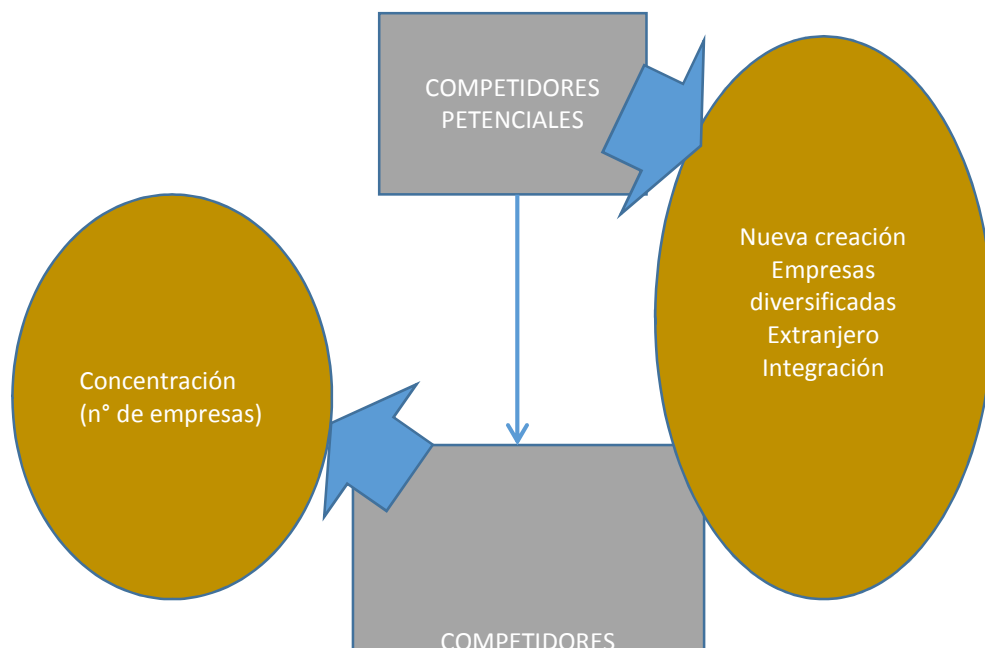 COMPETIDORES
PETENCIALES
Nueva creación
Empresas
diversificadas
Extranjero
Integración
Concentración
(n° de empresas)
COMPETIDORES